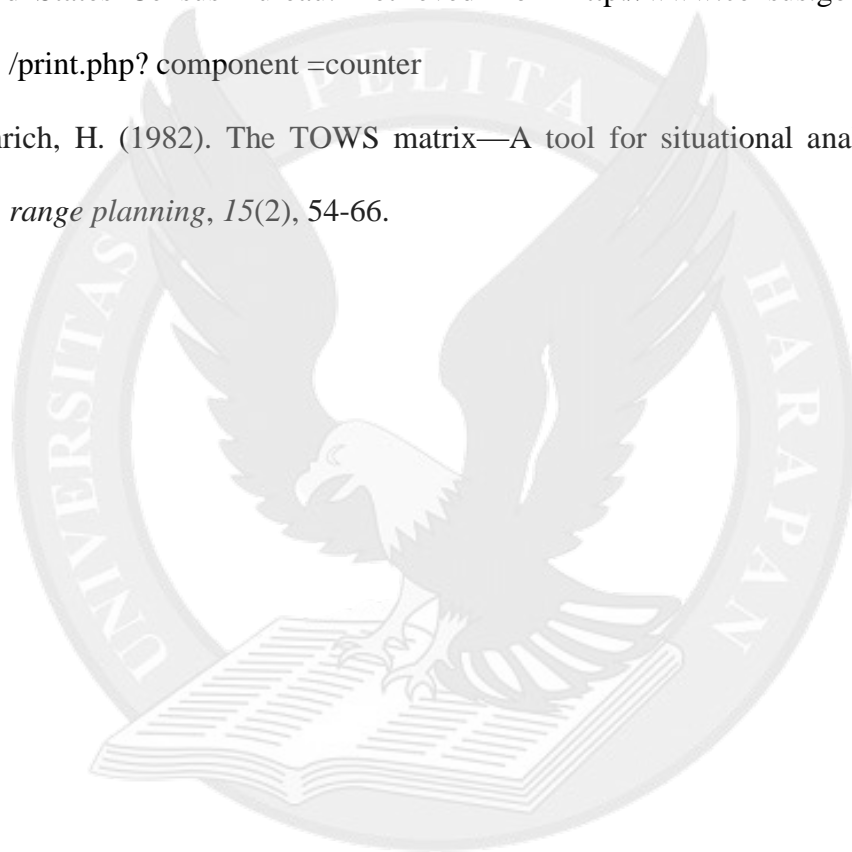 /print.php? component =counter
nrich, H. (1982). The TOWS matrix—A tool for situational ana
range planning, 15(2), 54-66.
UNIVERSITAS PELITA HARAPAN